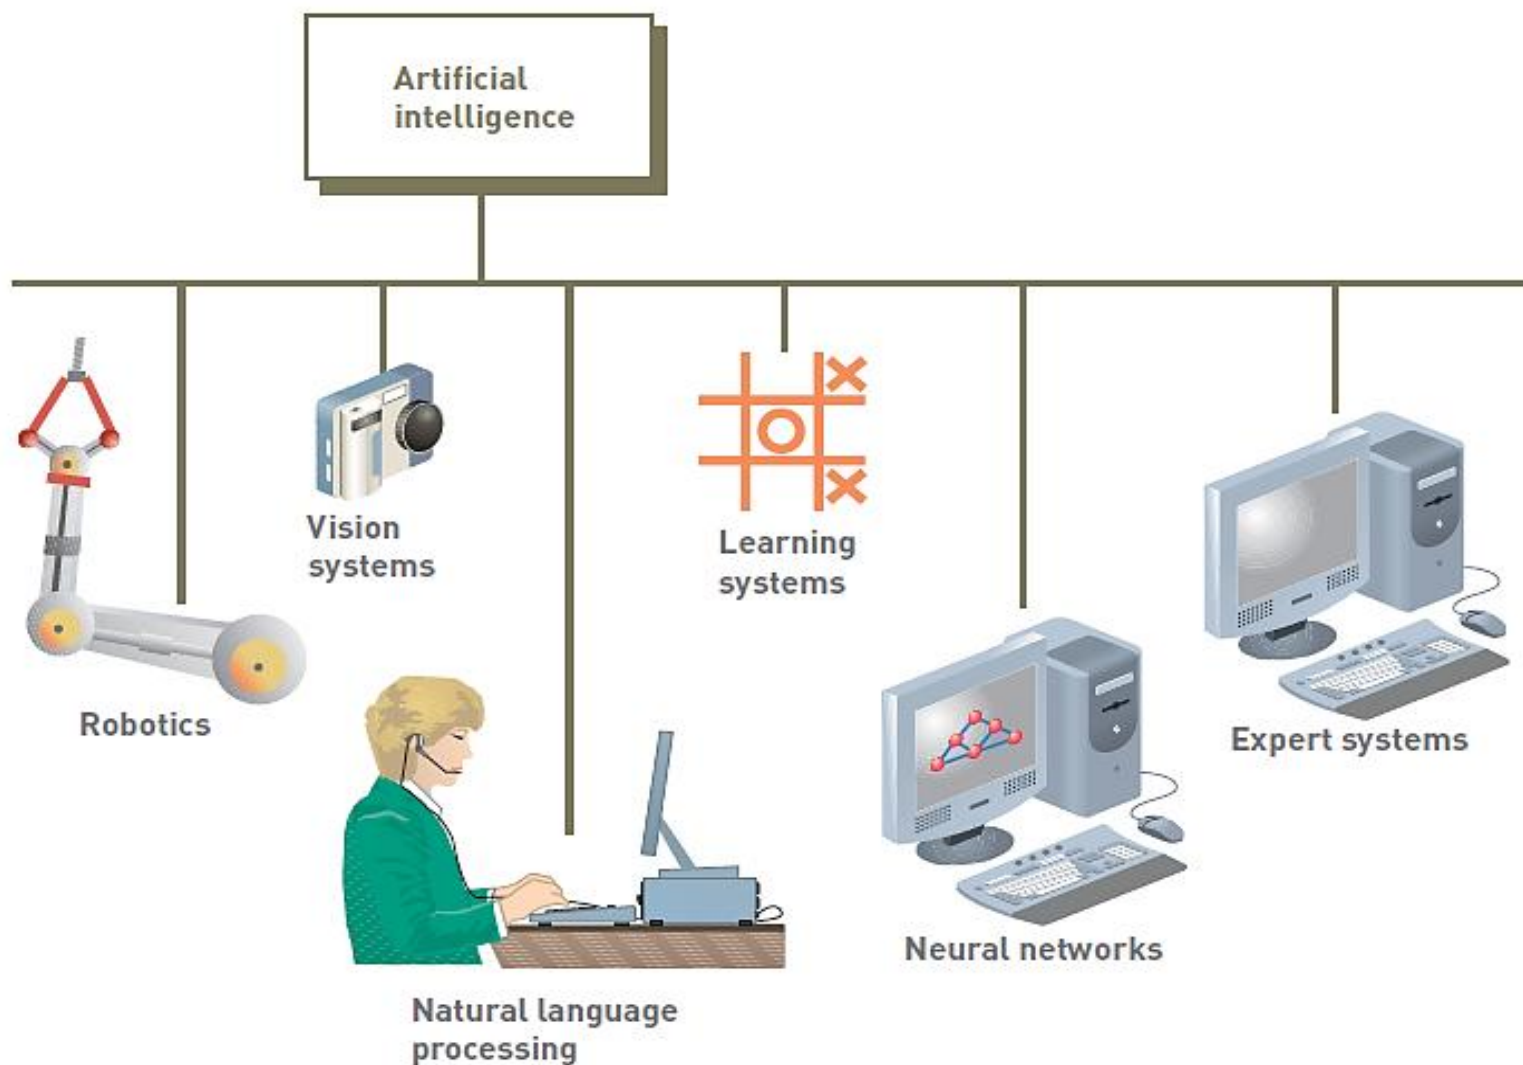 Artificial
intelligence
Vision
systems
Learning
systems
Robotics
Expert systems
Neural networks
Natural language
processing